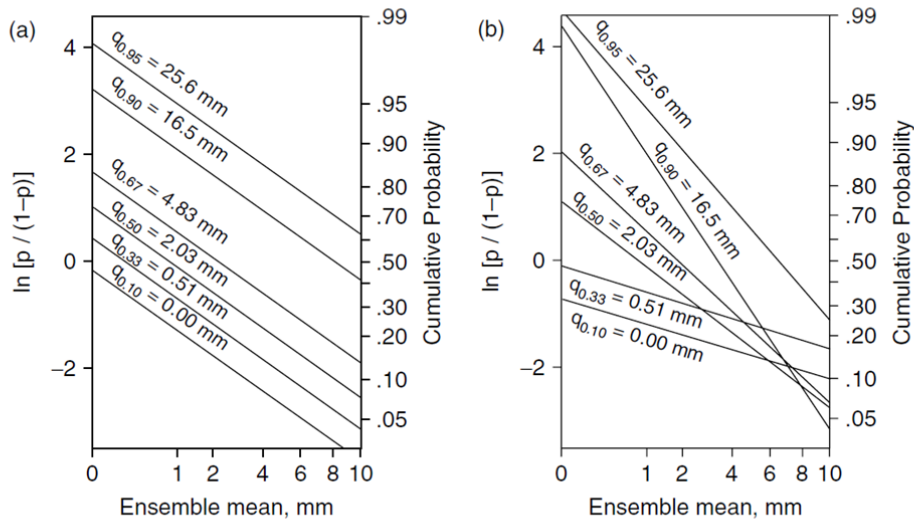 (a)
ln [p / (1−p)]
4
2
0
−2
q0.95 = 25.6 mm
q0.90 = 16.5 mm
q0.67 = 4.83 mm
q0.50 = 2.03 mm
q0.33 = 0.51 mm
q0.10 = 0.00 mm
.99
.95
.90
.80
.70
.50
.30
.20
.10
.05
Cumulative Probability
0 1 2 4 6 8 10
Ensemble mean, mm
(b)
ln [p / (1−p)]
4
2
0
−2
q0.95 = 25.6 mm
q0.90 = 16.5 mm
q0.67 = 4.83 mm
q0.50 = 2.03 mm
q0.33 = 0.51 mm
q0.10 = 0.00 mm
.99
.95
.90
.80
.70
.50
.30
.20
.10
.05
Cumulative Probability
0 1 2 4 6 8 10
Ensemble mean, mm